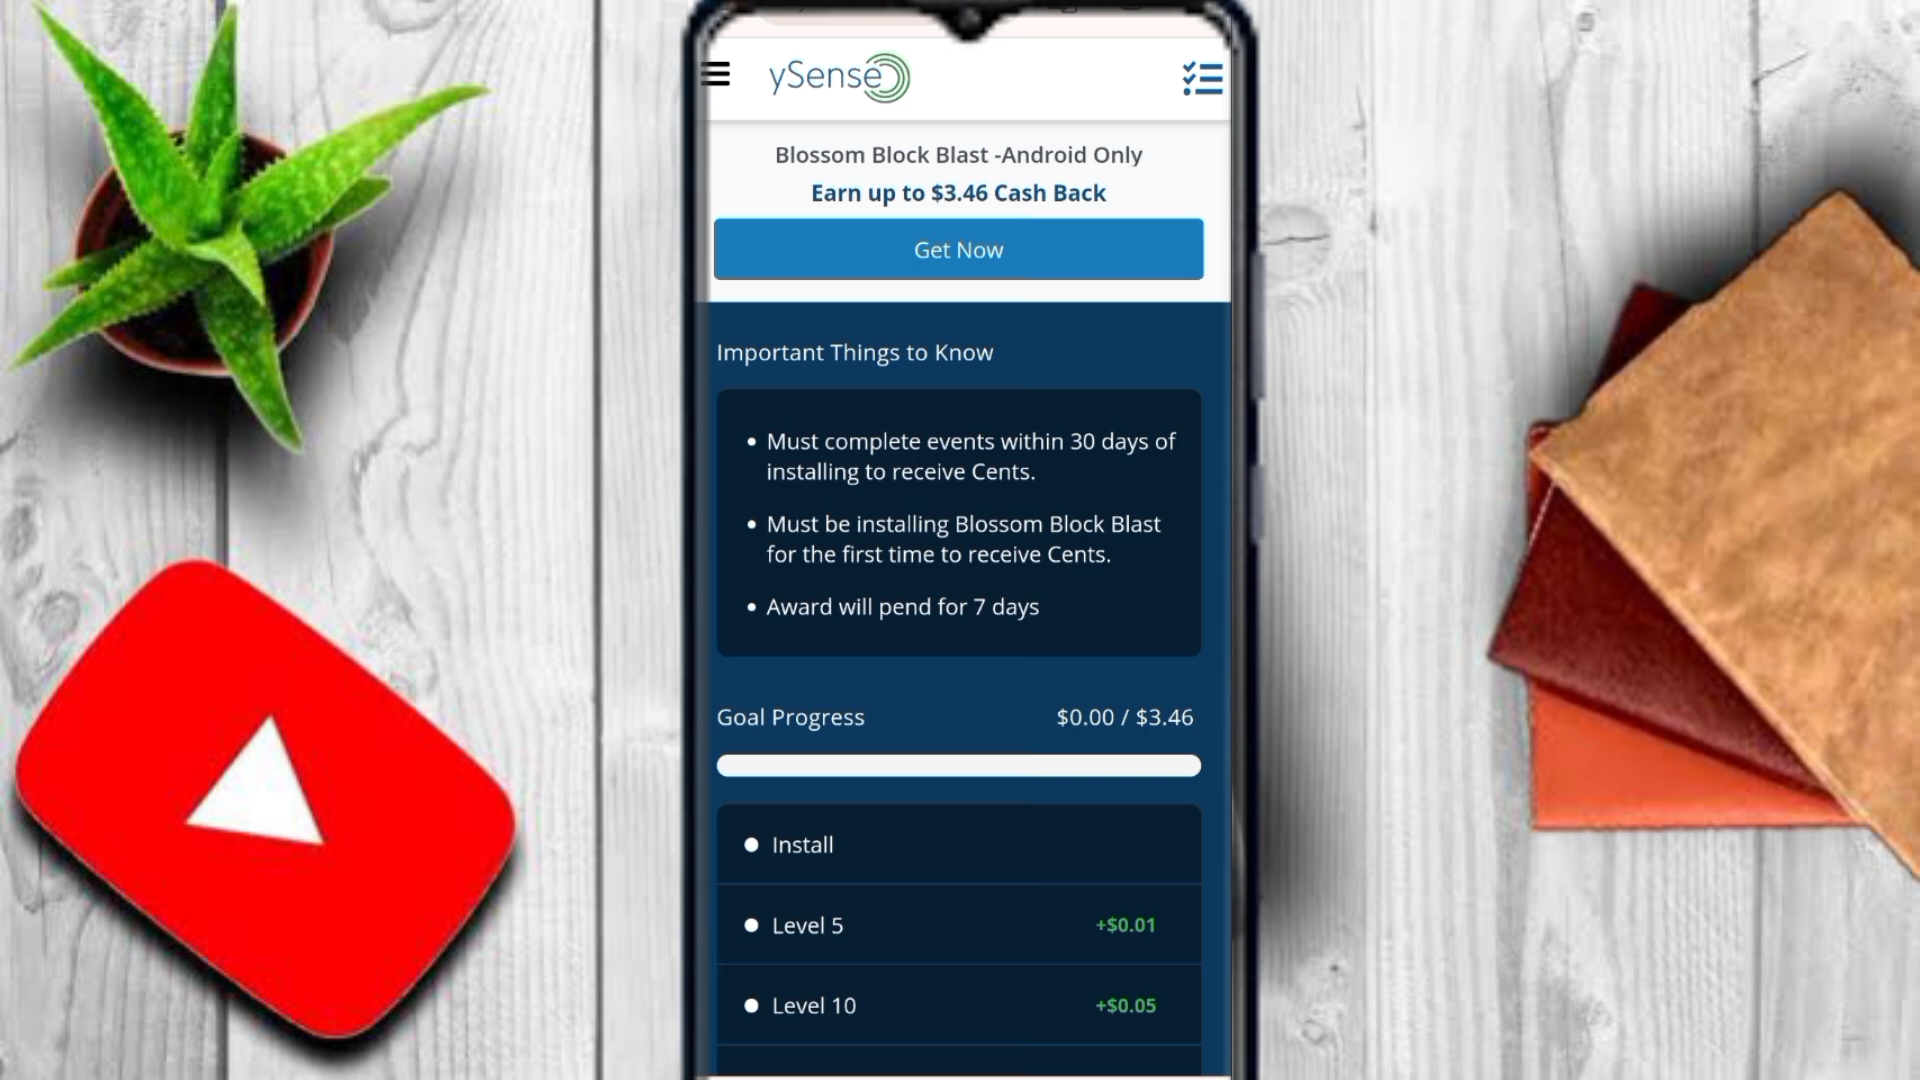 ySense
Blossom Block Blast -Android Only
Earn up to $3.46 Cash Back
Get Now
Important Things to Know
• Must complete events within 30 days of
installing to receive Cents.
• Must be installing Blossom Block Blast
for the first time to receive Cents.
• Award will pend for 7 days
Goal Progress $0.00 / $3.46
Install
Level 5 +$0.01
Level 10 +$0.05